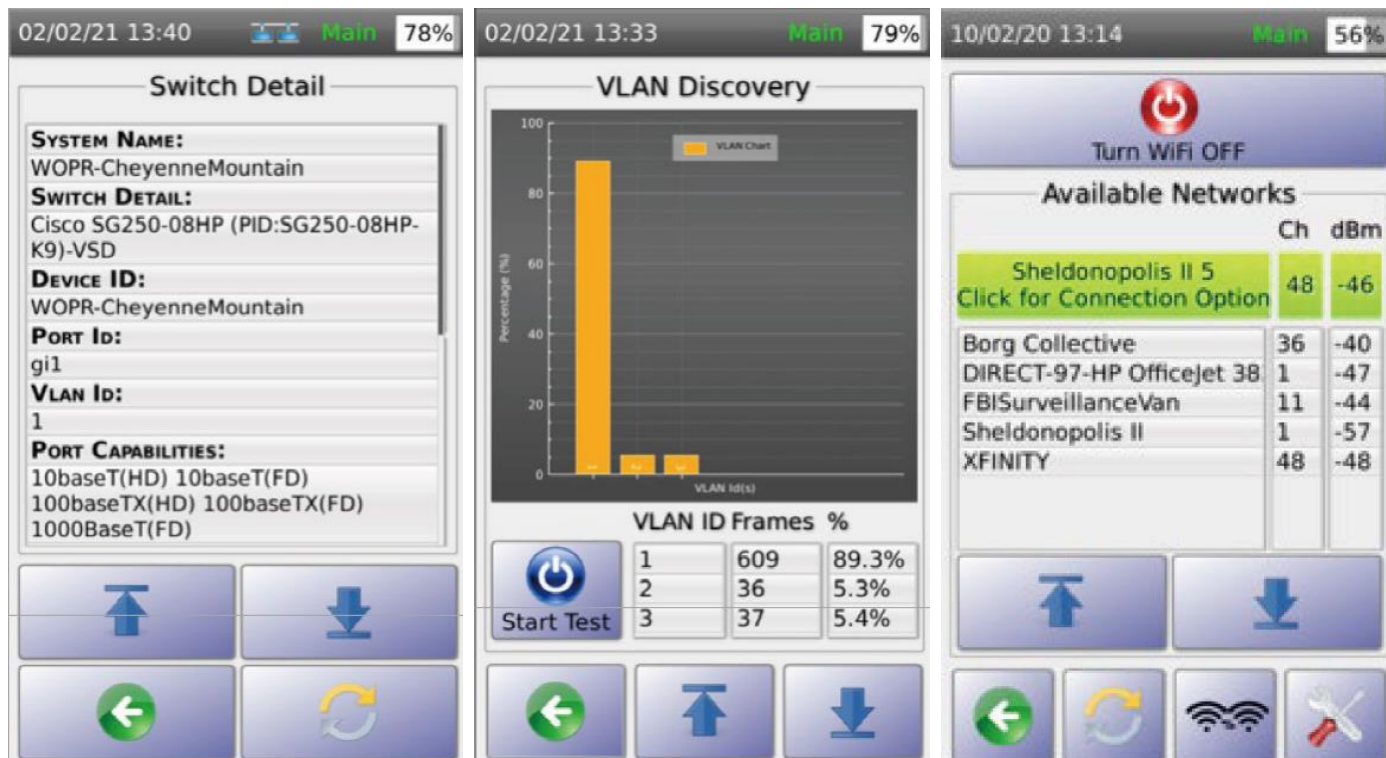 02/02/21 13:40 Main 78%
Switch Detail
SYSTEM NAME:
WOPR-CheyenneMountain
SWITCH DETAIL:
Cisco SG250-08HP (PID:SG250-08HP-
K9)-VSD
DEVICE ID:
WOPR-CheyenneMountain
PORT ID:
gi1
VLAN ID:
1
PORT CAPABILITIES:
10baseT(HD) 10baseT(FD)
100baseTX(HD) 100baseTX(FD)
1000BaseT(FD)
02/02/21 13:33 Main 79%
VLAN Discovery
100
VLAN Chart
80
60
40
20
0
Percentage (%)
1 2 3
VLAN Id(s)
VLAN ID Frames %
1 609 89.3%
2 36 5.3%
3 37 5.4%
Start Test
10/02/20 13:14 Main 56%
Turn WiFi OFF
Available Networks
Ch dBm
Sheldonopolis II 5
Click for Connection Option
48 -46
Borg Collective 36 -40
DIRECT-97-HP OfficeJet 38 1 -47
FBISurveillanceVan 11 -44
Sheldonopolis II 1 -57
XFINITY 48 -48